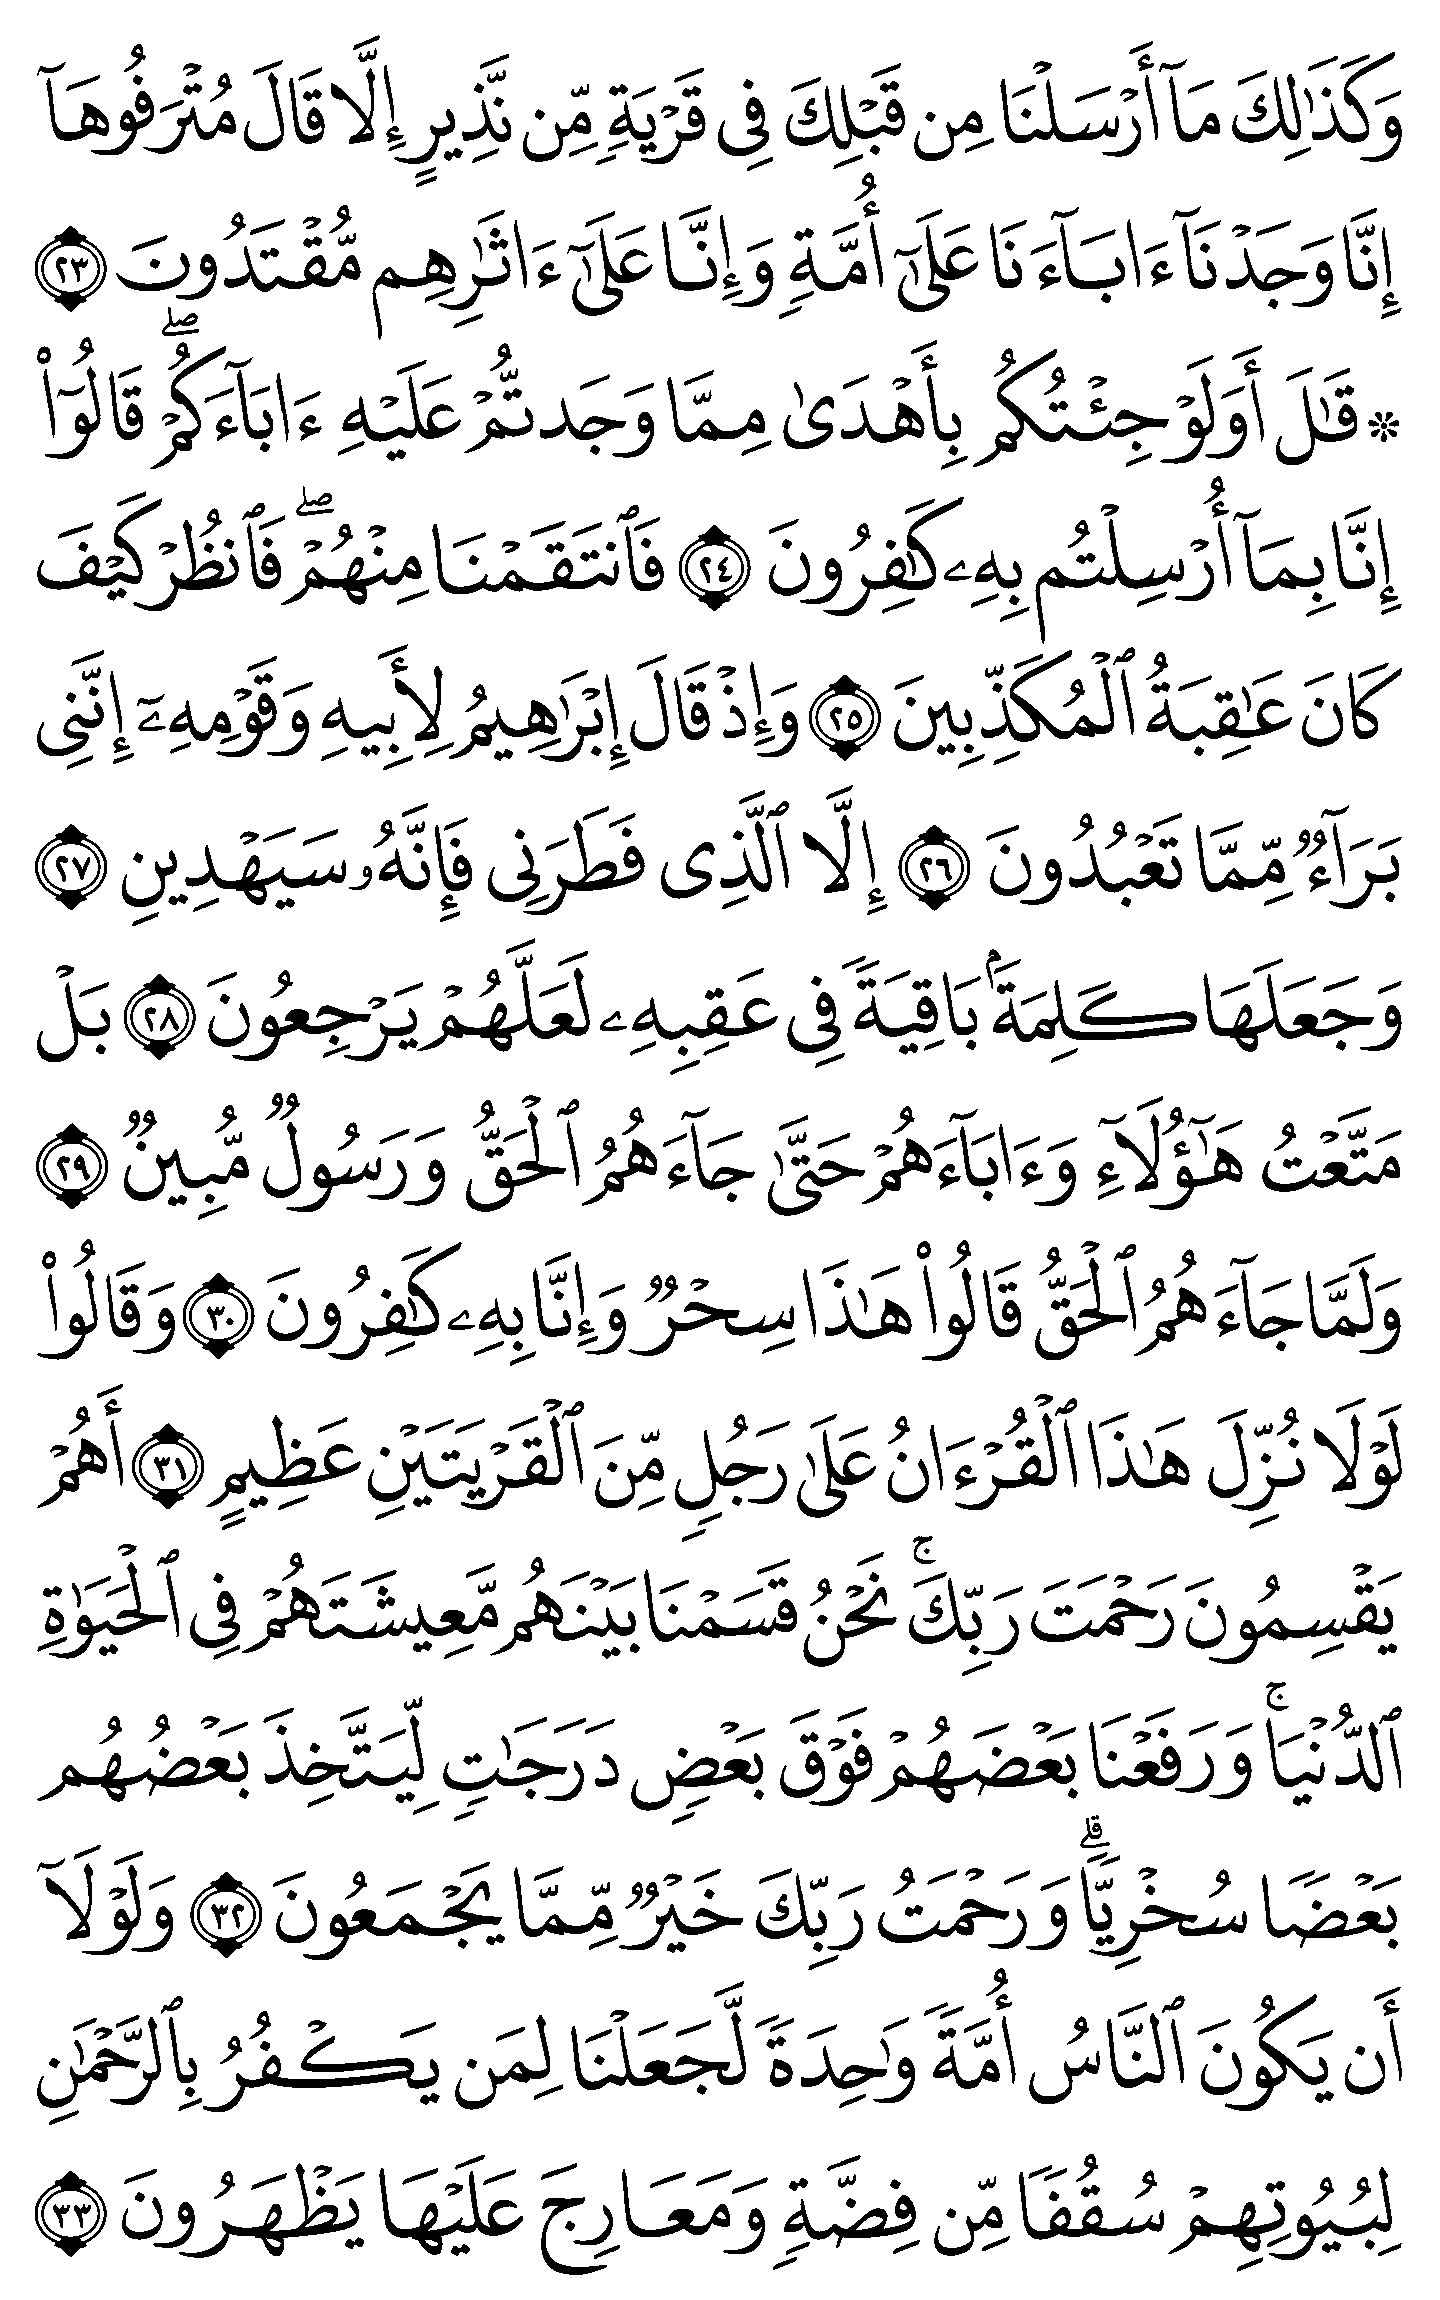 وَكَذَٰلِكَ مَآ أَرۡسَلۡنَا مِن قَبۡلِكَ فِي قَرۡيَةٖ مِّن نَّذِيرٍ إِلَّا قَالَ مُتۡرَفُوهَآ
إِنَّا وَجَدۡنَآ ءَابَآءَنَا عَلَىٰٓ أُمَّةٖ وَإِنَّا عَلَىٰٓ ءَاثَٰرِهِم مُّقۡتَدُونَ ٢٣
۞ قَٰلَ أَوَلَوۡ جِئۡتُكُم بِأَهۡدَىٰ مِمَّا وَجَدتُّمۡ عَلَيۡهِ ءَابَآءَكُمۡۖ قَالُوٓاْ
إِنَّا بِمَآ أُرۡسِلۡتُم بِهِۦ كَٰفِرُونَ ٢٤ فَٱنتَقَمۡنَا مِنۡهُمۡۖ فَٱنظُرۡ كَيۡفَ
كَانَ عَٰقِبَةُ ٱلۡمُكَذِّبِينَ ٢٥ وَإِذۡ قَالَ إِبۡرَٰهِيمُ لِأَبِيهِ وَقَوۡمِهِۦٓ إِنَّنِي
بَرَآءٞ مِّمَّا تَعۡبُدُونَ ٢٦ إِلَّا ٱلَّذِي فَطَرَنِي فَإِنَّهُۥ سَيَهۡدِينِ ٢٧
وَجَعَلَهَا كَلِمَةَۢ بَاقِيَةٗ فِي عَقِبِهِۦ لَعَلَّهُمۡ يَرۡجِعُونَ ٢٨ بَلۡ
مَتَّعۡتُ هَٰٓؤُلَآءِ وَءَابَآءَهُمۡ حَتَّىٰ جَآءَهُمُ ٱلۡحَقُّ وَرَسُولٞ مُّبِينٞ ٢٩
وَلَمَّا جَآءَهُمُ ٱلۡحَقُّ قَالُواْ هَٰذَا سِحۡرٞ وَإِنَّا بِهِۦ كَٰفِرُونَ ٣٠ وَقَالُواْ
لَوۡلَا نُزِّلَ هَٰذَا ٱلۡقُرۡءَانُ عَلَىٰ رَجُلٖ مِّنَ ٱلۡقَرۡيَتَيۡنِ عَظِيمٍ ٣١ أَهُمۡ
يَقۡسِمُونَ رَحۡمَتَ رَبِّكَۚ نَحۡنُ قَسَمۡنَا بَيۡنَهُم مَّعِيشَتَهُمۡ فِي ٱلۡحَيَوٰةِ
ٱلدُّنۡيَاۚ وَرَفَعۡنَا بَعۡضَهُمۡ فَوۡقَ بَعۡضٖ دَرَجَٰتٖ لِّيَتَّخِذَ بَعۡضُهُم
بَعۡضٗا سُخۡرِيّٗاۗ وَرَحۡمَتُ رَبِّكَ خَيۡرٞ مِّمَّا يَجۡمَعُونَ ٣٢ وَلَوۡلَآ
أَن يَكُونَ ٱلنَّاسُ أُمَّةٗ وَٰحِدَةٗ لَّجَعَلۡنَا لِمَن يَكۡفُرُ بِٱلرَّحۡمَٰنِ
لِبُيُوتِهِمۡ سُقُفٗا مِّن فِضَّةٖ وَمَعَارِجَ عَلَيۡهَا يَظۡهَرُونَ ٣٣